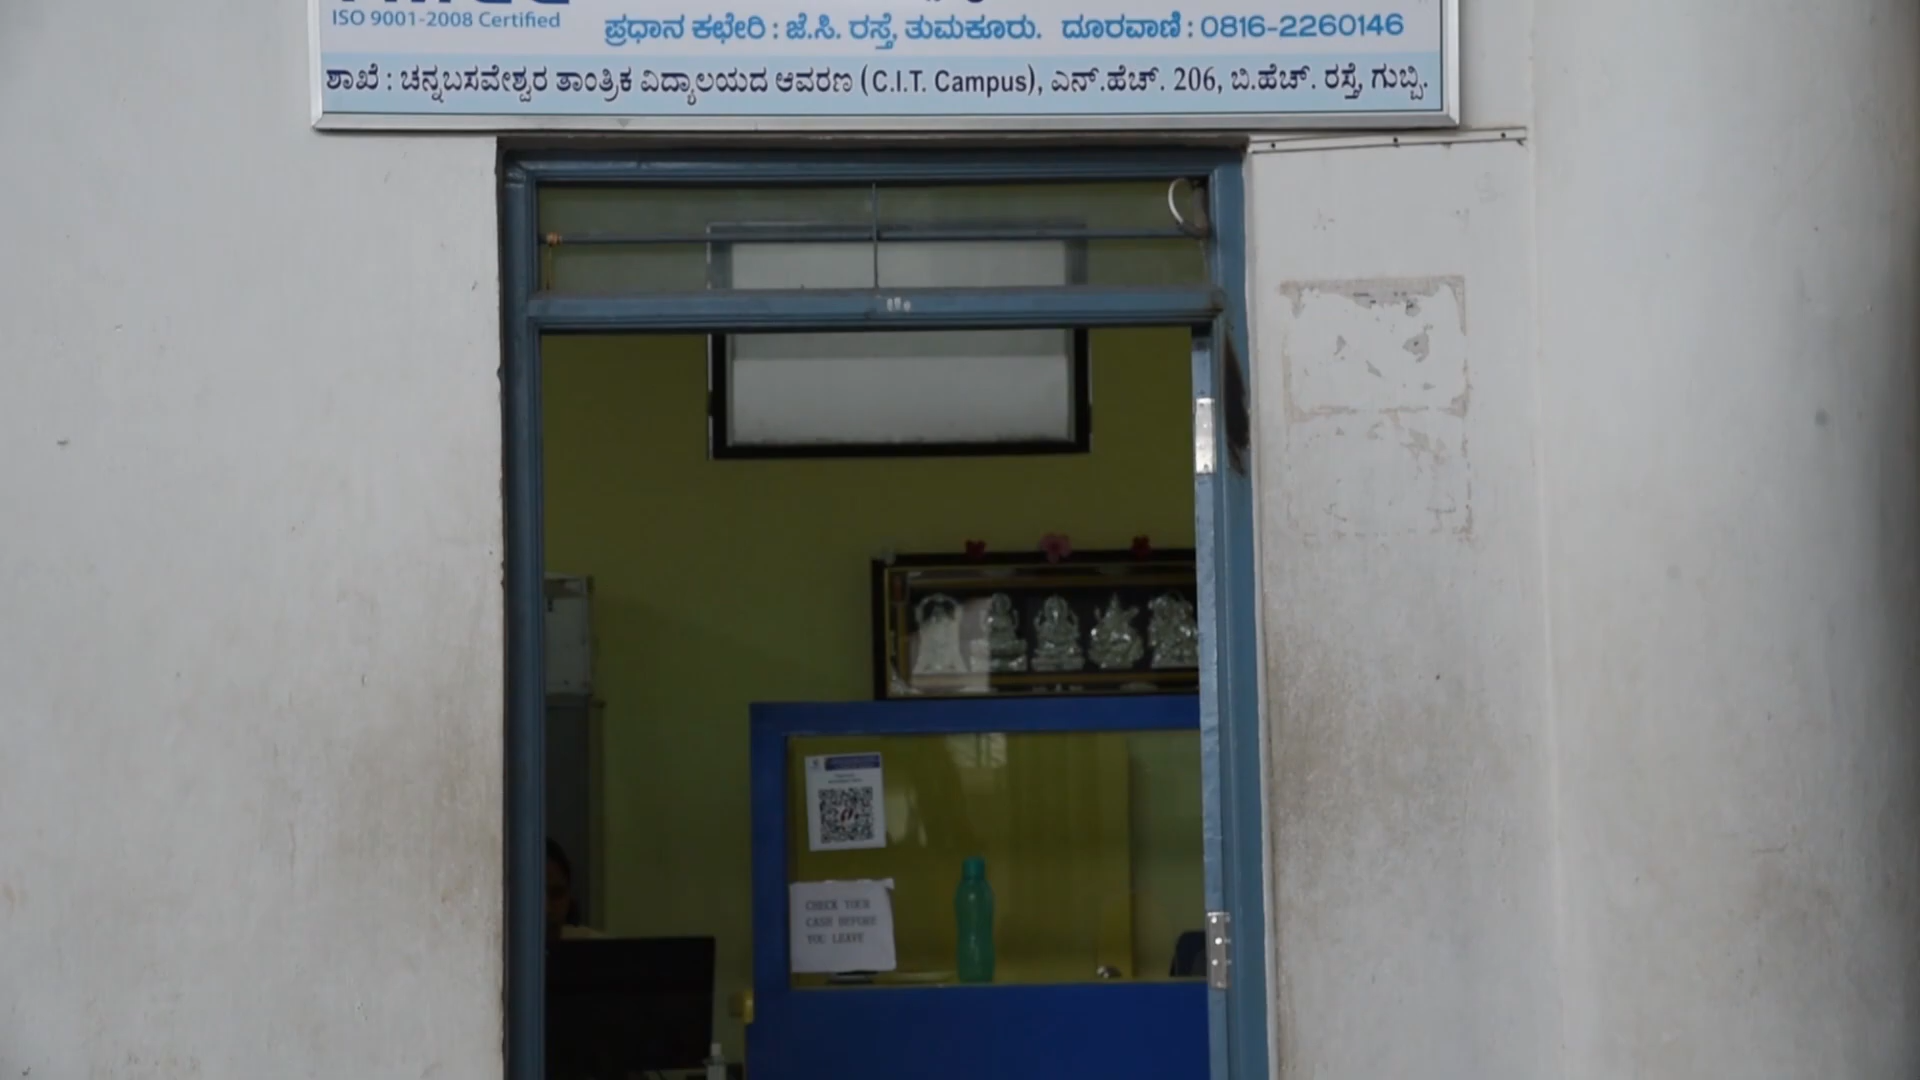 ISO 9001-2008 Certified
ಪ್ರಧಾನ ಕಛೇರಿ : ಜೆ.ಸಿ. ರಸ್ತೆ, ತುಮಕೂರು. ದೂರವಾಣಿ : 0816-2260146
ಶಾಖೆ : ಚನ್ನಬಸವೇಶ್ವರ ತಾಂತ್ರಿಕ ವಿದ್ಯಾಲಯದ ಆವರಣ (C.I.T. Campus), ಎನ್.ಹೆಚ್. 206, ಬಿ.ಹೆಚ್. ರಸ್ತೆ, ಗುಬ್ಬಿ.
CHECK YOUR
CASH BEFORE
YOU LEAVE